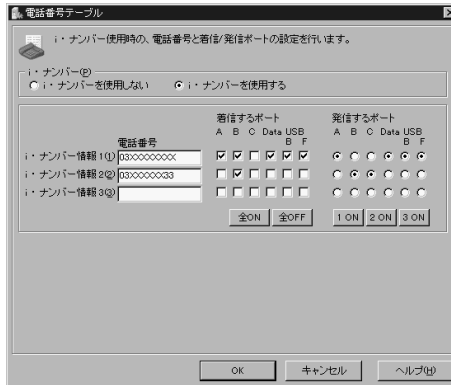 電話番号テーブル
i・ナンバー使用時の、電話番号と着信/発信ポートの設定を行います。
i・ナンバー(P)
i・ナンバーを使用しない i・ナンバーを使用する
着信するポート 発信するポート
電話番号 A B C Data USB A B C Data USB
B F B F
i・ナンバー情報1(1) 03XXXXXXXX
i・ナンバー情報2(2) 03XXXXXX33
i・ナンバー情報3(3)
全ON 全OFF 1 ON 2 ON 3 ON
OK キャンセル ヘルプ(H)